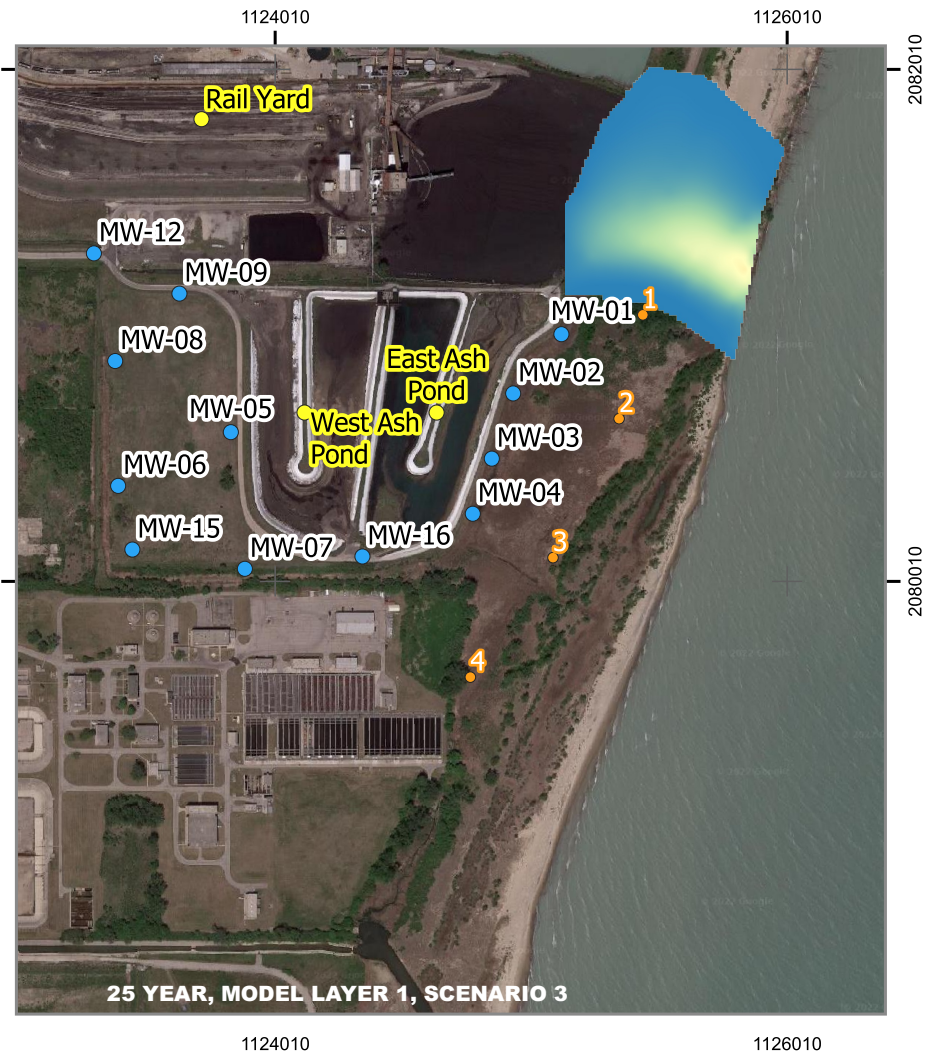 1124010
1126010
2082010
Rail Yard
MW-12
MW-09
MW-01
1
MW-08
East Ash
Pond
MW-02
2
MW-05
West Ash
Pond
MW-03
MW-06
MW-04
MW-15
MW-07
MW-16
3
2080010
4
25 YEAR, MODEL LAYER 1, SCENARIO 3
1124010
1126010